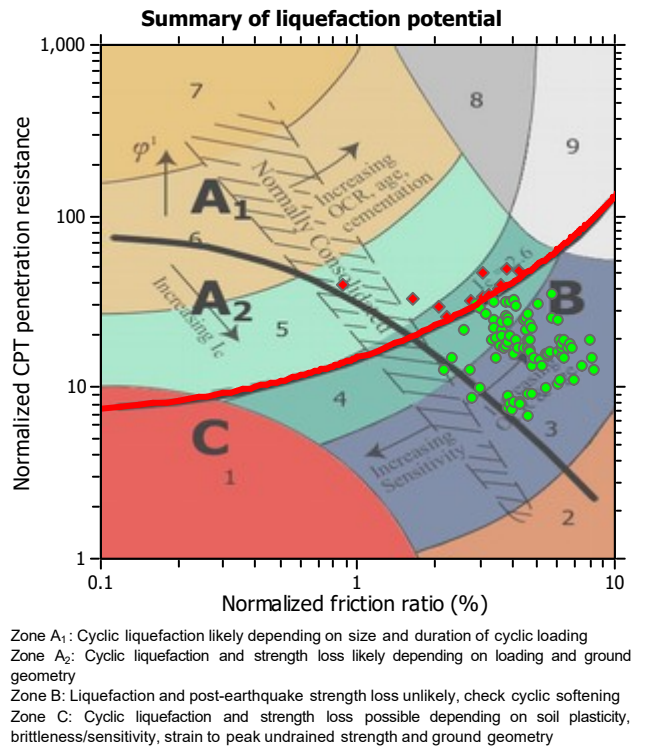 Summary of liquefaction potential
1,000
100
10
1
0.1
1
10
Normalized CPT penetration resistance
Normalized friction ratio (%)
7
8
9
φ'
A1
Increasing
OCR, age,
cementation
Normally Consolidated
6
A2
Increasing Ic
5
B
4
C
1
Increasing
Sensitivity
3
2
Zone A1: Cyclic liquefaction likely depending on size and duration of cyclic loading
Zone A2: Cyclic liquefaction and strength loss likely depending on loading and ground
geometry
Zone B: Liquefaction and post-earthquake strength loss unlikely, check cyclic softening
Zone C: Cyclic liquefaction and strength loss possible depending on soil plasticity,
brittleness/sensitivity, strain to peak undrained strength and ground geometry